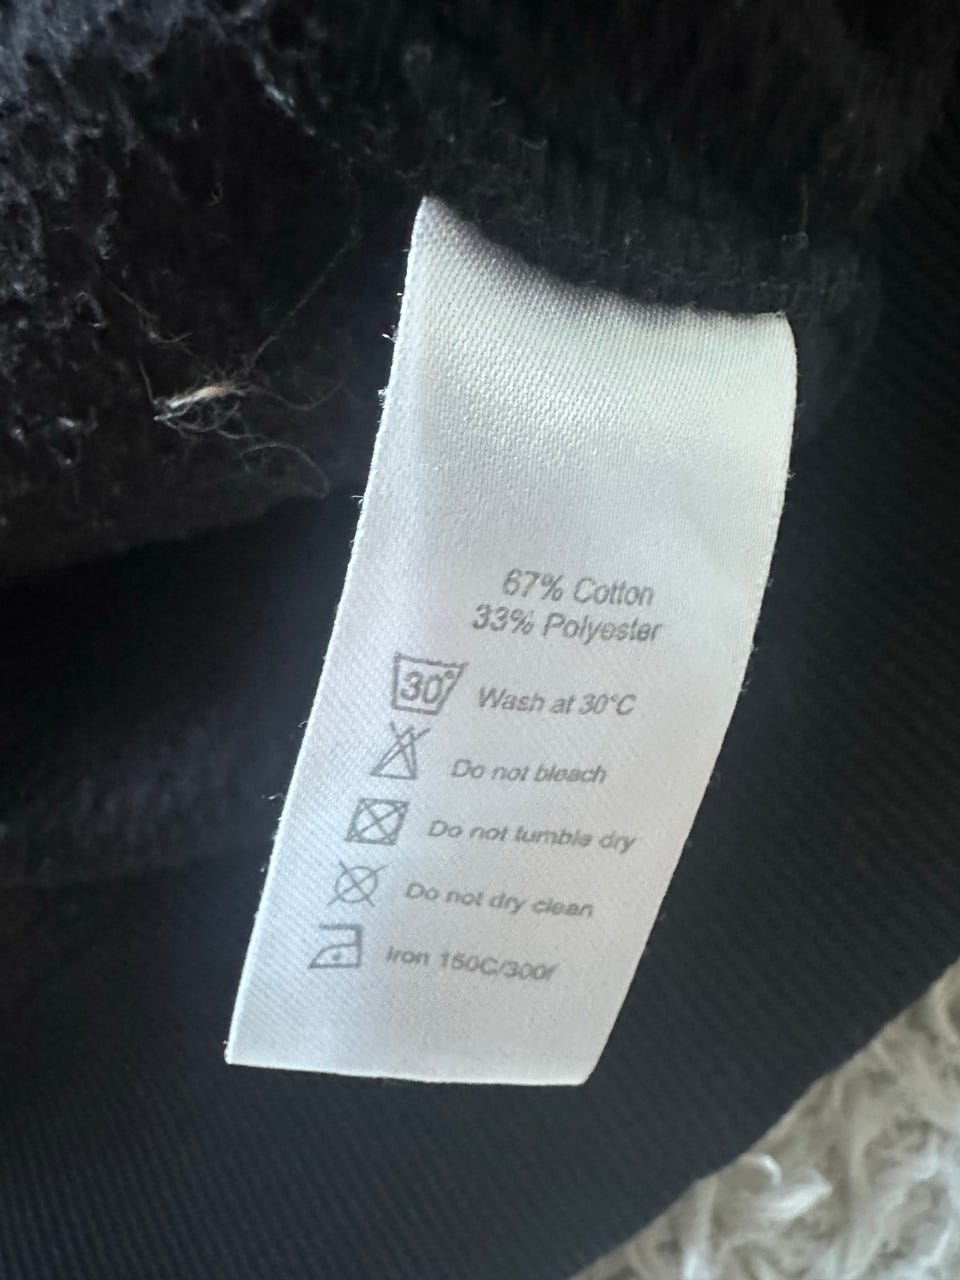 67% Cotton
33% Polyester
30° Wash at 30°C
Do not bleach
Do not tumble dry
Do not dry clean
Iron 150C/300f